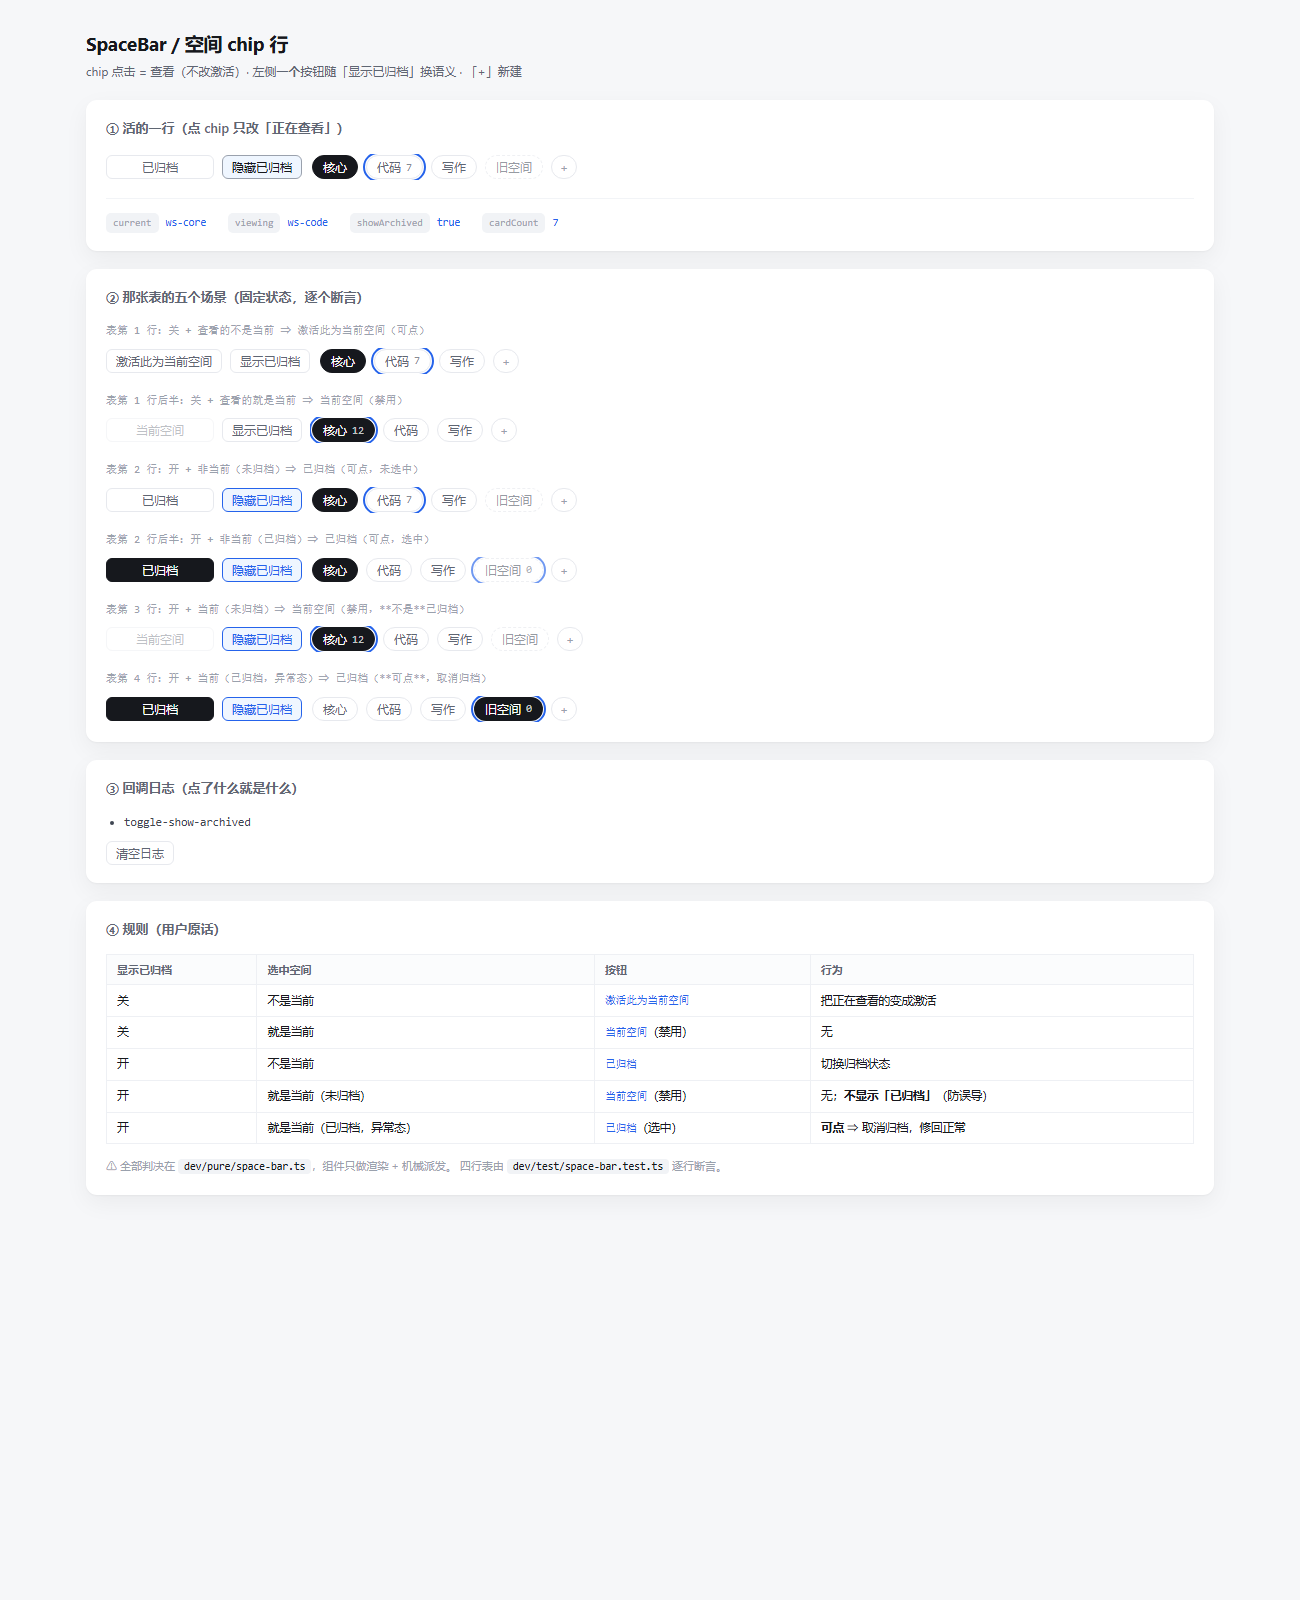 SpaceBar / 空间 chip 行
chip 点击 = 查看（不改激活）· 左侧一个按钮随「显示已归档」换语义 · 「+」新建
① 活的一行（点 chip 只改「正在查看」）
已归档 隐藏已归档 核心 代码 7 写作 旧空间 +
current ws-core viewing ws-code showArchived true cardCount 7
② 那张表的五个场景（固定状态，逐个断言）
表第 1 行：关 + 查看的不是当前 ⇒ 激活此为当前空间（可点）
激活此为当前空间 显示已归档 核心 代码 7 写作 +
表第 1 行后半：关 + 查看的就是当前 ⇒ 当前空间（禁用）
当前空间 显示已归档 核心 12 代码 写作 +
表第 2 行：开 + 非当前（未归档）⇒ 已归档（可点，未选中）
已归档 隐藏已归档 核心 代码 7 写作 旧空间 +
表第 2 行后半：开 + 非当前（已归档）⇒ 已归档（可点，选中）
已归档 隐藏已归档 核心 代码 写作 旧空间 0 +
表第 3 行：开 + 当前（未归档）⇒ 当前空间（禁用，**不是**已归档）
当前空间 隐藏已归档 核心 12 代码 写作 旧空间 +
表第 4 行：开 + 当前（已归档，异常态）⇒ 已归档（**可点**，取消归档）
已归档 隐藏已归档 核心 代码 写作 旧空间 0 +
③ 回调日志（点了什么就是什么）
• toggle-show-archived
清空日志
④ 规则（用户原话）
显示已归档 选中空间 按钮 行为
关 不是当前 激活此为当前空间 把正在查看的变成激活
关 就是当前 当前空间（禁用） 无
开 不是当前 已归档 切换归档状态
开 就是当前（未归档） 当前空间（禁用） 无；不显示「已归档」（防误导）
开 就是当前（已归档，异常态） 已归档（选中） 可点 ⇒ 取消归档，修回正常
⚠ 全部判决在 dev/pure/space-bar.ts，组件只做渲染 + 机械派发。 四行表由 dev/test/space-bar.test.ts 逐行断言。